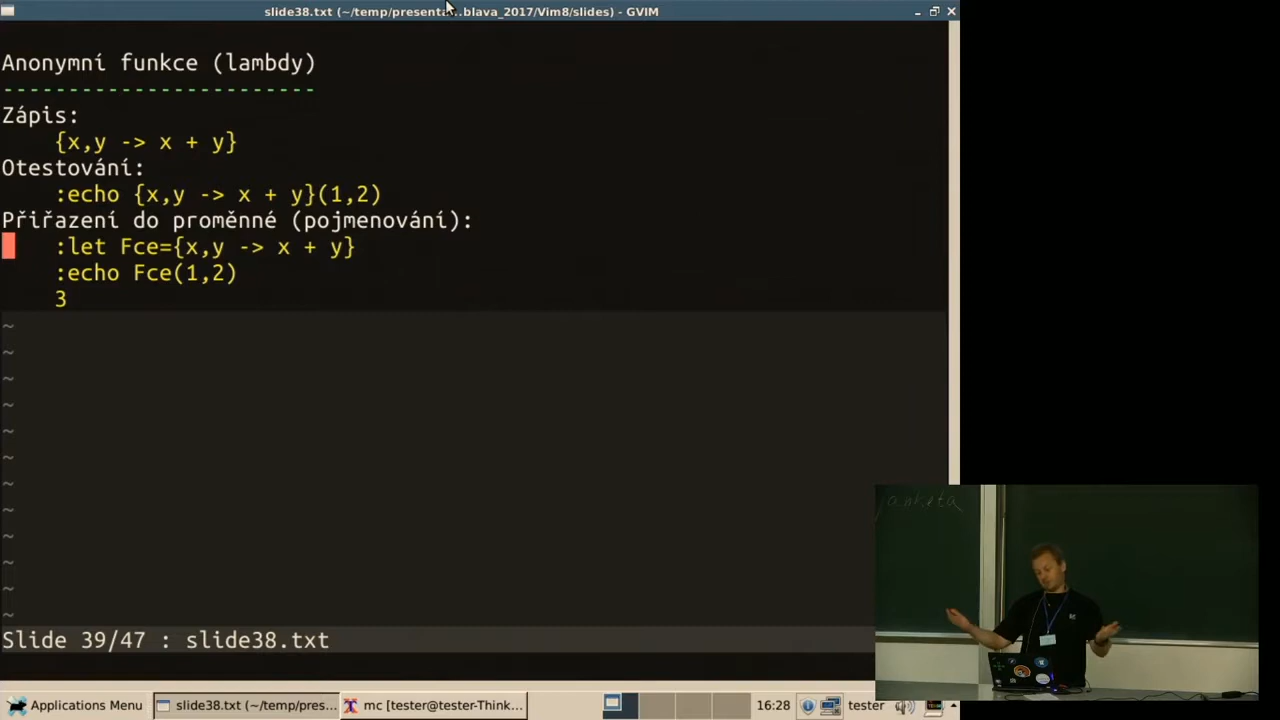 slide38.txt (~/temp/presenta...blava_2017/Vim8/slides) - GVIM
Anonymní funkce (lambdy)
------------------------
Zápis:
{x,y -> x + y}
Otestování:
:echo {x,y -> x + y}(1,2)
Přiřazení do proměnné (pojmenování):
:let Fce={x,y -> x + y}
:echo Fce(1,2)
3
~
~
~
~
~
~
~
~
~
~
~
~
Slide 39/47 : slide38.txt
Applications Menu
slide38.txt (~/temp/pres...
mc [tester@tester-Think...
16:28
tester